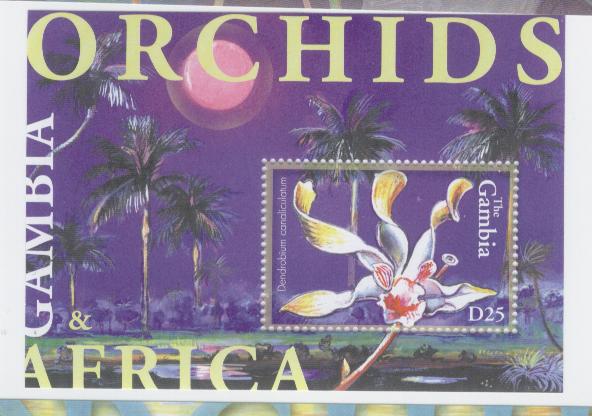 ORCHIDS
GAMBIA
&
AFRICA
Dendrobium canaliculatum
The
Gambia
D25